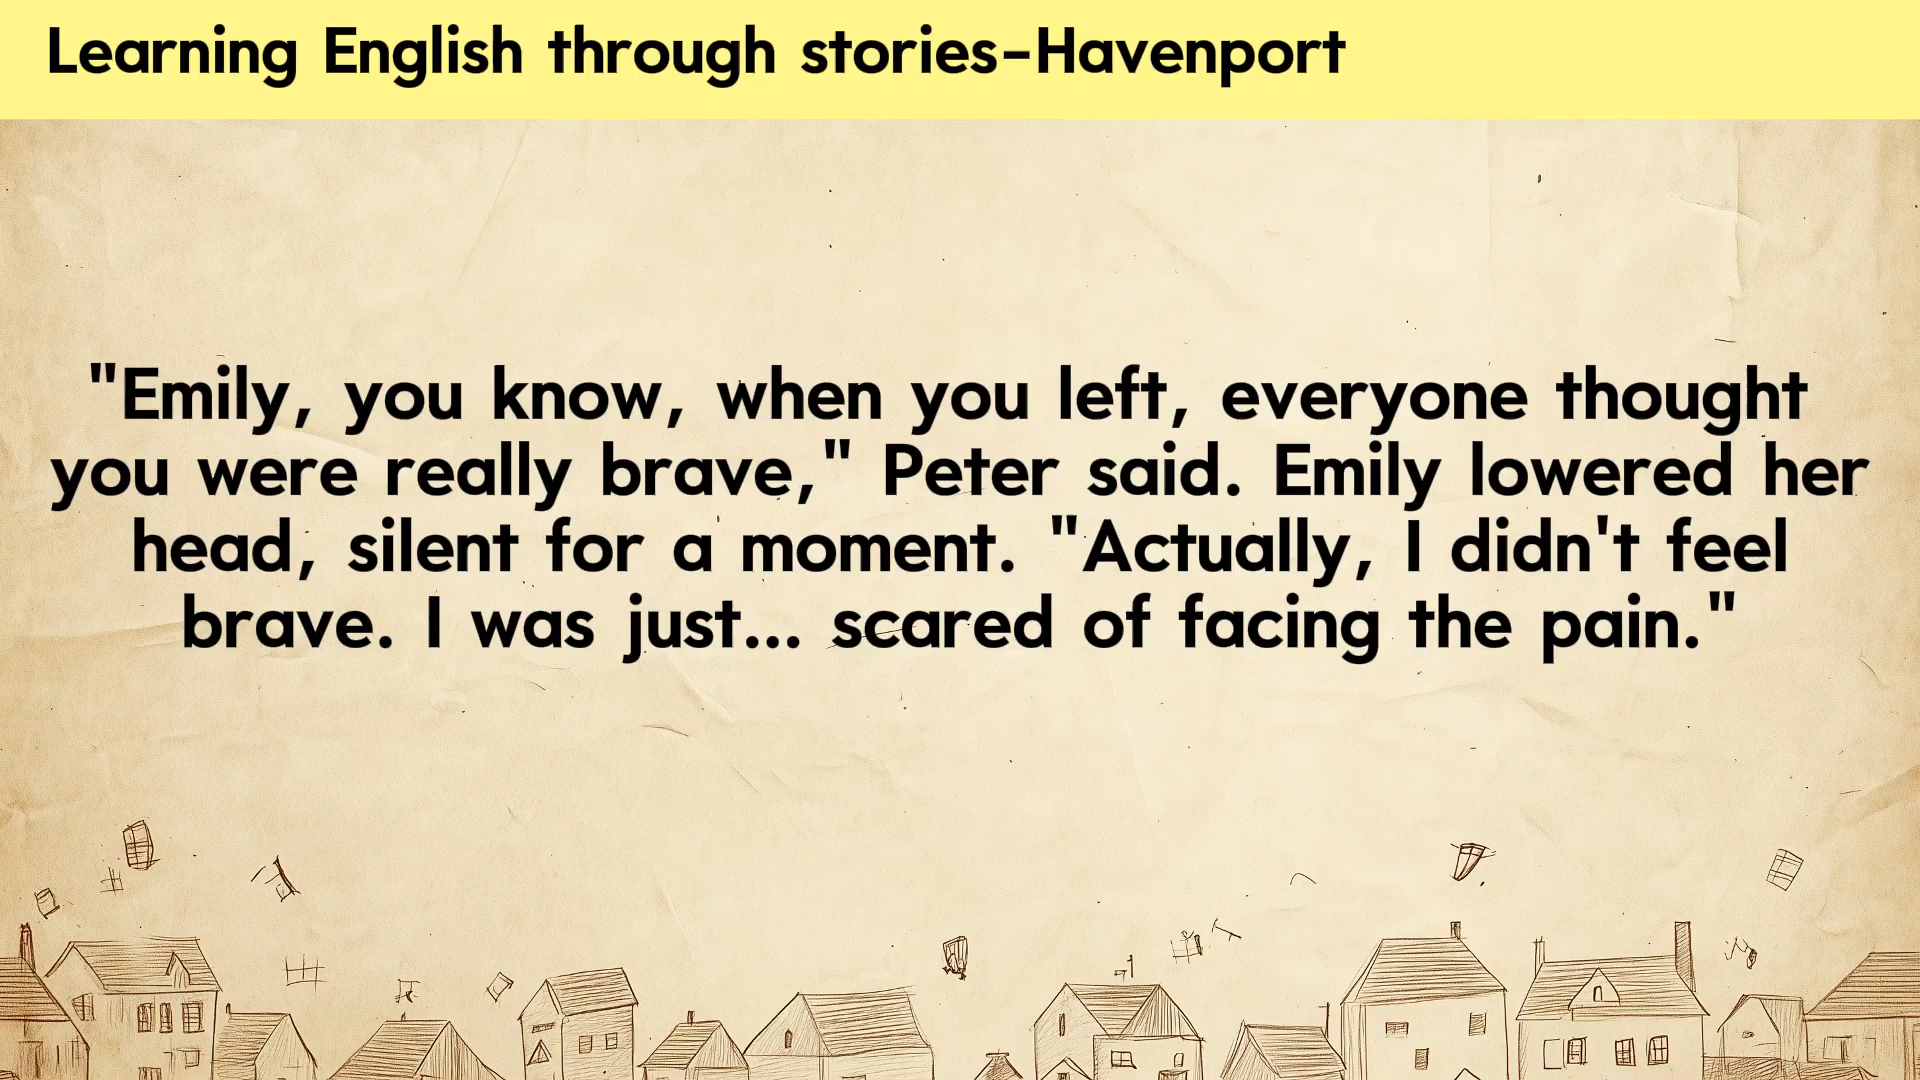 Learning English through stories-Havenport
"Emily, you know, when you left, everyone thought
you were really brave," Peter said. Emily lowered her
head, silent for a moment. "Actually, I didn't feel
brave. I was just... scared of facing the pain."